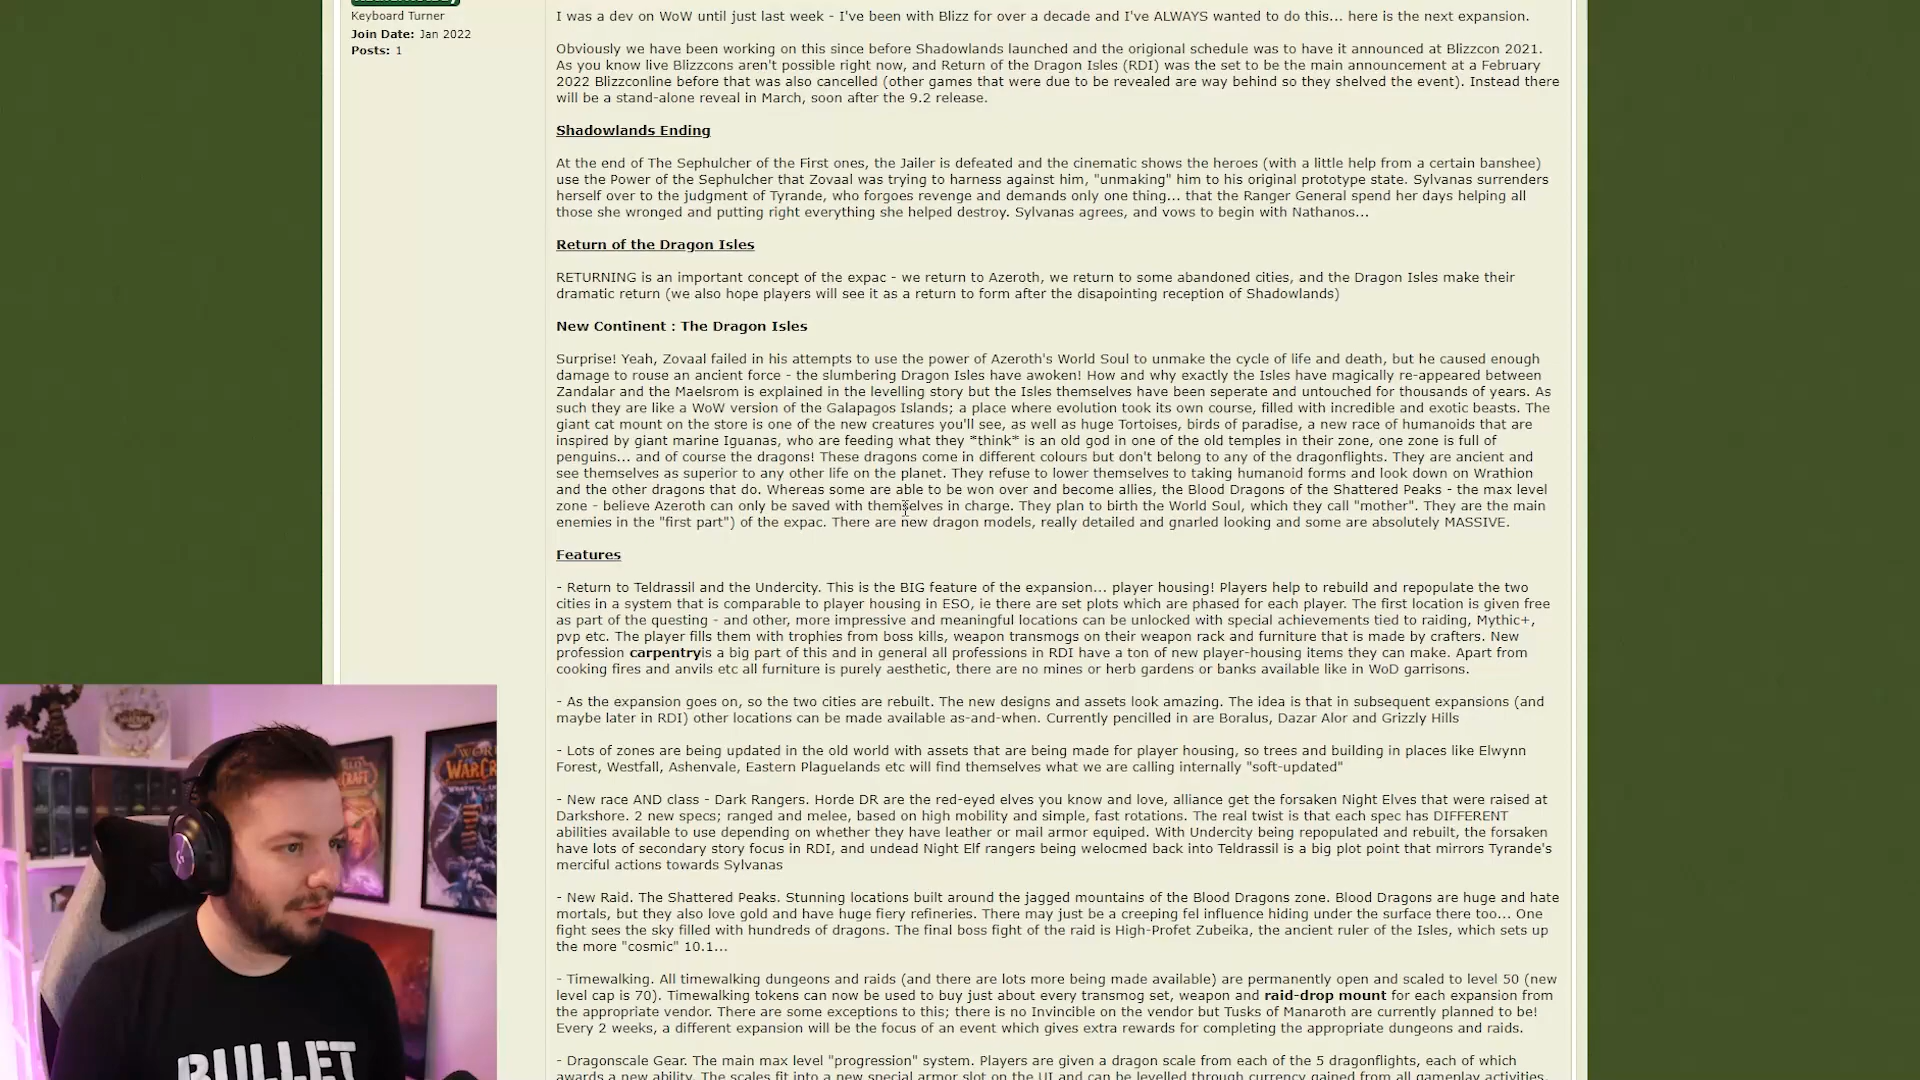 Keyboard Turner
Join Date: Jan 2022
Posts: 1
I was a dev on WoW until just last week - I've been with Blizz for over a decade and I've ALWAYS wanted to do this... here is the next expansion.
Obviously we have been working on this since before Shadowlands launched and the origional schedule was to have it announced at Blizzcon 2021.
As you know live Blizzcons aren't possible right now, and Return of the Dragon Isles (RDI) was the set to be the main announcement at a February
2022 Blizzconline before that was also cancelled (other games that were due to be revealed are way behind so they shelved the event). Instead there
will be a stand-alone reveal in March, soon after the 9.2 release.
Shadowlands Ending
At the end of The Sephulcher of the First ones, the Jailer is defeated and the cinematic shows the heroes (with a little help from a certain banshee)
use the Power of the Sephulcher that Zovaal was trying to harness against him, "unmaking" him to his original prototype state. Sylvanas surrenders
herself over to the judgment of Tyrande, who forgoes revenge and demands only one thing... that the Ranger General spend her days helping all
those she wronged and putting right everything she helped destroy. Sylvanas agrees, and vows to begin with Nathanos...
Return of the Dragon Isles
RETURNING is an important concept of the expac - we return to Azeroth, we return to some abandoned cities, and the Dragon Isles make their
dramatic return (we also hope players will see it as a return to form after the disapointing reception of Shadowlands)
New Continent : The Dragon Isles
Surprise! Yeah, Zovaal failed in his attempts to use the power of Azeroth's World Soul to unmake the cycle of life and death, but he caused enough
damage to rouse an ancient force - the slumbering Dragon Isles have awoken! How and why exactly the Isles have magically re-appeared between
Zandalar and the Maelsrom is explained in the levelling story but the Isles themselves have been seperate and untouched for thousands of years. As
such they are like a WoW version of the Galapagos Islands; a place where evolution took its own course, filled with incredible and exotic beasts. The
giant cat mount on the store is one of the new creatures you'll see, as well as huge Tortoises, birds of paradise, a new race of humanoids that are
inspired by giant marine Iguanas, who are feeding what they *think* is an old god in one of the old temples in their zone, one zone is full of
penguins... and of course the dragons! These dragons come in different colours but don't belong to any of the dragonflights. They are ancient and
see themselves as superior to any other life on the planet. They refuse to lower themselves to taking humanoid forms and look down on Wrathion
and the other dragons that do. Whereas some are able to be won over and become allies, the Blood Dragons of the Shattered Peaks - the max level
zone - believe Azeroth can only be saved with themselves in charge. They plan to birth the World Soul, which they call "mother". They are the main
enemies in the "first part") of the expac. There are new dragon models, really detailed and gnarled looking and some are absolutely MASSIVE.
Features
- Return to Teldrassil and the Undercity. This is the BIG feature of the expansion... player housing! Players help to rebuild and repopulate the two
cities in a system that is comparable to player housing in ESO, ie there are set plots which are phased for each player. The first location is given free
as part of the questing - and other, more impressive and meaningful locations can be unlocked with special achievements tied to raiding, Mythic+,
pvp etc. The player fills them with trophies from boss kills, weapon transmogs on their weapon rack and furniture that is made by crafters. New
profession carpentryis a big part of this and in general all professions in RDI have a ton of new player-housing items they can make. Apart from
cooking fires and anvils etc all furniture is purely aesthetic, there are no mines or herb gardens or banks available like in WoD garrisons.
- As the expansion goes on, so the two cities are rebuilt. The new designs and assets look amazing. The idea is that in subsequent expansions (and
maybe later in RDI) other locations can be made available as-and-when. Currently pencilled in are Boralus, Dazar Alor and Grizzly Hills
- Lots of zones are being updated in the old world with assets that are being made for player housing, so trees and building in places like Elwynn
Forest, Westfall, Ashenvale, Eastern Plaguelands etc will find themselves what we are calling internally "soft-updated"
- New race AND class - Dark Rangers. Horde DR are the red-eyed elves you know and love, alliance get the forsaken Night Elves that were raised at
Darkshore. 2 new specs; ranged and melee, based on high mobility and simple, fast rotations. The real twist is that each spec has DIFFERENT
abilities available to use depending on whether they have leather or mail armor equiped. With Undercity being repopulated and rebuilt, the forsaken
have lots of secondary story focus in RDI, and undead Night Elf rangers being welocmed back into Teldrassil is a big plot point that mirrors Tyrande's
merciful actions towards Sylvanas
- New Raid. The Shattered Peaks. Stunning locations built around the jagged mountains of the Blood Dragons zone. Blood Dragons are huge and hate
mortals, but they also love gold and have huge fiery refineries. There may just be a creeping fel influence hiding under the surface there too... One
fight sees the sky filled with hundreds of dragons. The final boss fight of the raid is High-Profet Zubeika, the ancient ruler of the Isles, which sets up
the more "cosmic" 10.1...
- Timewalking. All timewalking dungeons and raids (and there are lots more being made available) are permanently open and scaled to level 50 (new
level cap is 70). Timewalking tokens can now be used to buy just about every transmog set, weapon and raid-drop mount for each expansion from
the appropriate vendor. There are some exceptions to this; there is no Invincible on the vendor but Tusks of Manaroth are currently planned to be!
Every 2 weeks, a different expansion will be the focus of an event which gives extra rewards for completing the appropriate dungeons and raids.
- Dragonscale Gear. The main max level "progression" system. Players are given a dragon scale from each of the 5 dragonflights, each of which
awards a new ability. The scales fit into a new special armor slot on the UI and can be levelled through currency gained from all gameplay activities.
BULLET